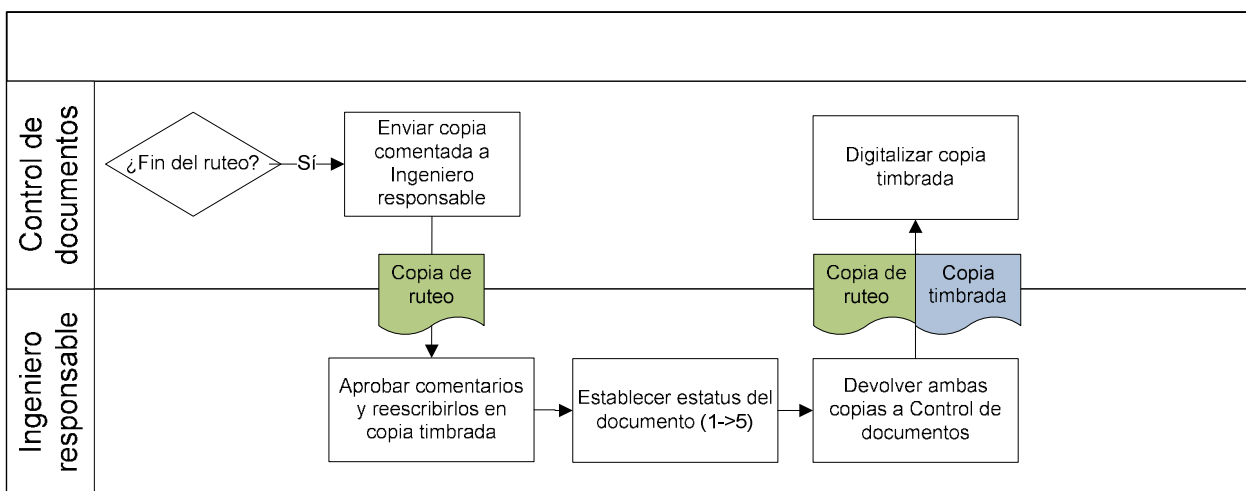 Control de
documentos
¿Fin del ruteo?
Sí
Enviar copia
comentada a
Ingeniero
responsable
Digitalizar copia
timbrada
Copia de
ruteo
Copia de
ruteo
Copia
timbrada
Ingeniero
responsable
Aprobar comentarios
y reescribirlos en
copia timbrada
Establecer estatus del
documento (1->5)
Devolver ambas
copias a Control de
documentos